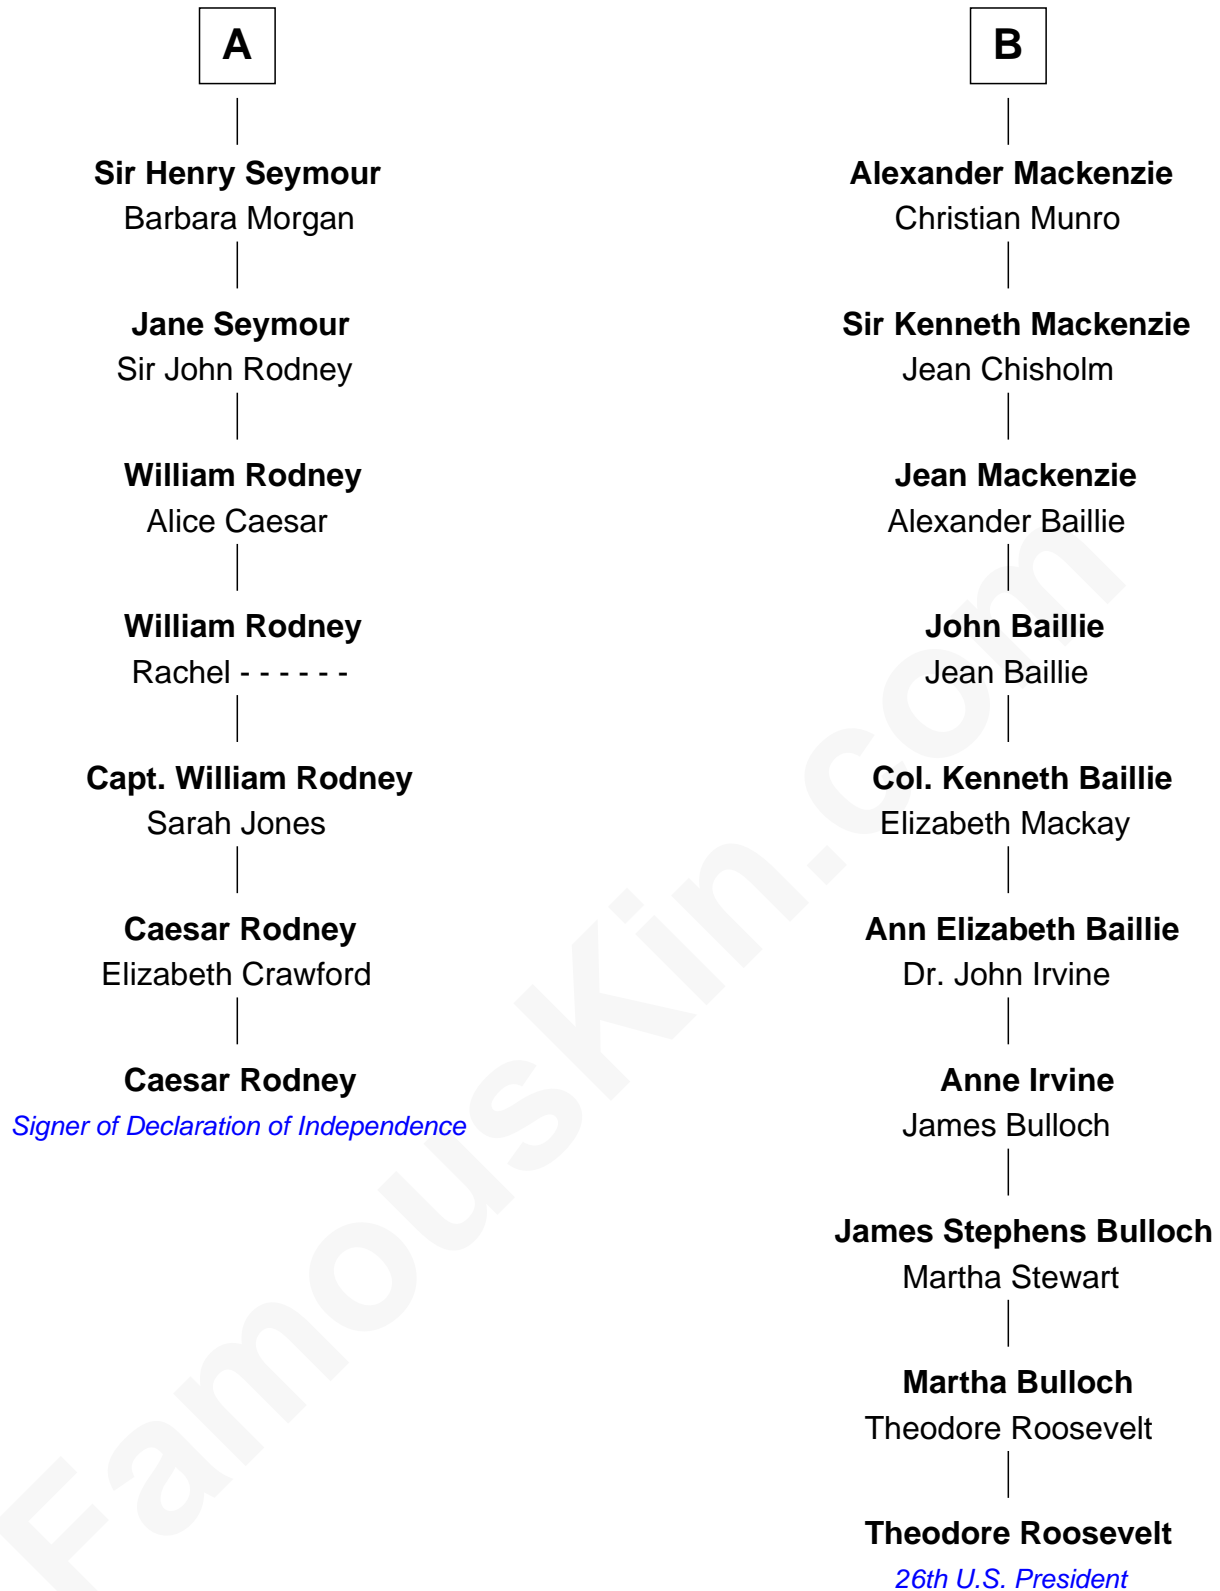 A
Sir Henry Seymour
Barbara Morgan
Jane Seymour
Sir John Rodney
William Rodney
Alice Caesar
William Rodney
Rachel - - - - - -
Capt. William Rodney
Sarah Jones
Caesar Rodney
Elizabeth Crawford
Caesar Rodney
Signer of Declaration of Independence
B
Alexander Mackenzie
Christian Munro
Sir Kenneth Mackenzie
Jean Chisholm
Jean Mackenzie
Alexander Baillie
John Baillie
Jean Baillie
Col. Kenneth Baillie
Elizabeth Mackay
Ann Elizabeth Baillie
Dr. John Irvine
Anne Irvine
James Bulloch
James Stephens Bulloch
Martha Stewart
Martha Bulloch
Theodore Roosevelt
Theodore Roosevelt
26th U.S. President
FamousKin.com